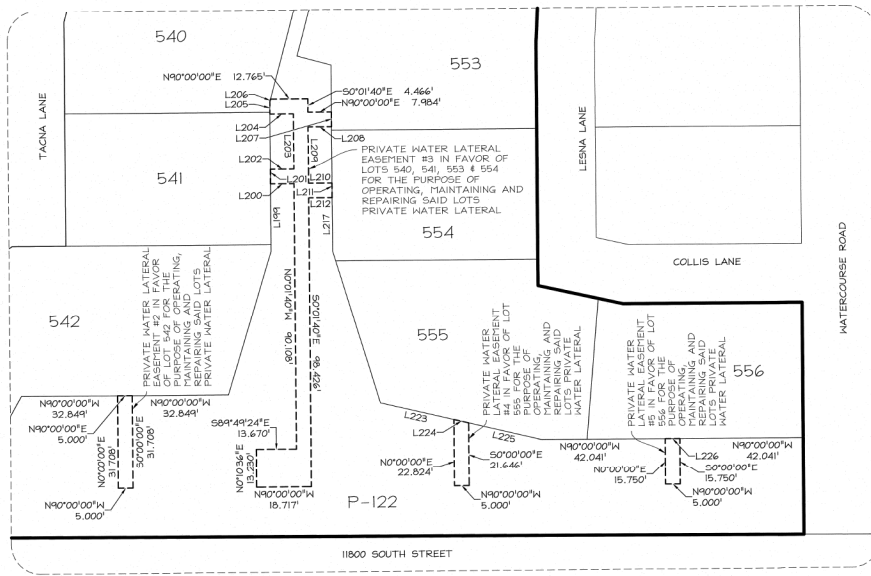 540
553
N90°00'00"E 12.765'
S0°01'40"E 4.466'
N90°00'00"E 7.984'
L206
L205
L204
L207
L208
TACNA LANE
LESNA LANE
WATERCOURSE ROAD
L203
L209
L202
L201
L210
L200
L211
L212
L199
L217
PRIVATE WATER LATERAL
EASEMENT #3 IN FAVOR OF
LOTS 540, 541, 553 & 554
FOR THE PURPOSE OF
OPERATING, MAINTAINING AND
REPAIRING SAID LOTS
PRIVATE WATER LATERAL
541
554
COLLIS LANE
542
PRIVATE WATER LATERAL
EASEMENT #2 IN FAVOR
OF LOT 542 FOR THE
PURPOSE OF OPERATING,
MAINTAINING AND
REPAIRING SAID LOTS
PRIVATE WATER LATERAL
N0°01'40"W 90.108'
S0°01'40"E 98.426'
555
PRIVATE WATER
LATERAL EASEMENT
#4 IN FAVOR OF LOT
555 FOR THE
PURPOSE OF
OPERATING,
MAINTAINING AND
REPAIRING SAID
LOTS PRIVATE
WATER LATERAL
PRIVATE WATER
LATERAL EASEMENT
#5 IN FAVOR OF LOT
556 FOR THE
PURPOSE OF
OPERATING,
MAINTAINING AND
REPAIRING SAID
LOTS PRIVATE
WATER LATERAL
556
N90°00'00"W
32.849'
N90°00'00"W
32.849'
N90°00'00"E
5.000'
N0°00'00"E
31.708'
S0°00'00"E
31.708'
N90°00'00"W
5.000'
S89°49'24"E
13.670'
N0°10'36"E
13.230'
N90°00'00"W
18.717'
P-122
L223
L224
L225
N0°00'00"E
22.824'
S0°00'00"E
21.646'
N90°00'00"W
5.000'
N90°00'00"W
42.041'
L226
N90°00'00"W
42.041'
N0°00'00"E
15.750'
S0°00'00"E
15.750'
N90°00'00"W
5.000'
11800 SOUTH STREET